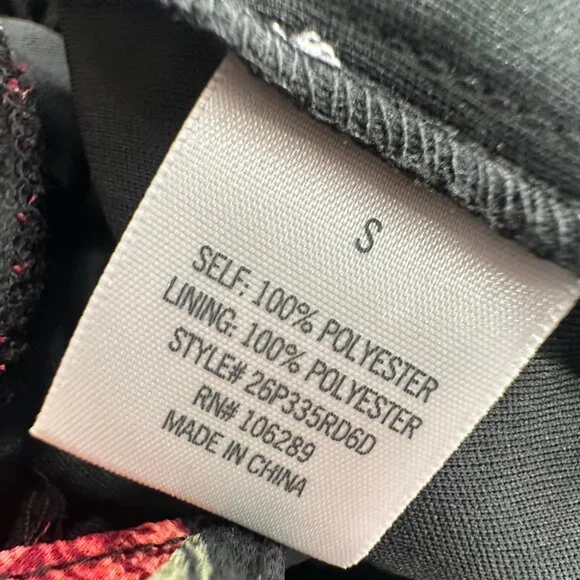 S
SELF: 100% POLYESTER
LINING: 100% POLYESTER
STYLE# 26P335RD6D
RN# 106289
MADE IN CHINA